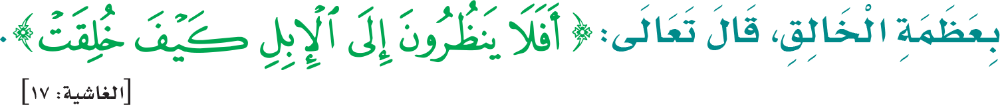 بِعَظَمَةِ الْخَالِقِ، قَالَ تَعَالَى: ﴿أَفَلَا يَنظُرُونَ إِلَى ٱلْإِبِلِ كَيْفَ خُلِقَتْ﴾.
[الغاشية: ١٧]